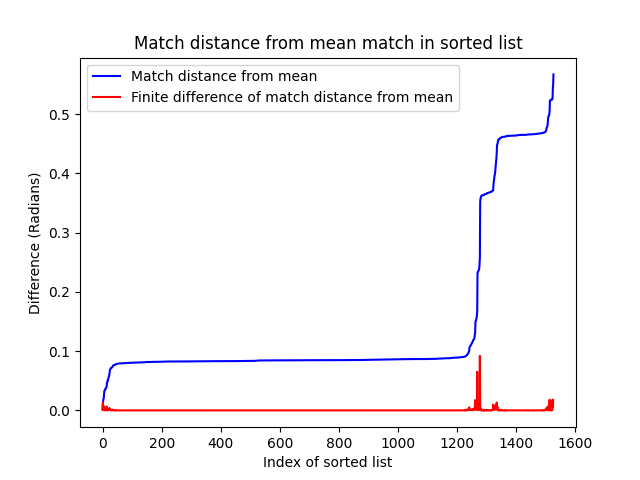 Match distance from mean match in sorted list
Match distance from mean
Finite difference of match distance from mean
Difference (Radians)
0.5
0.4
0.3
0.2
0.1
0.0
0 200 400 600 800 1000 1200 1400 1600
Index of sorted list